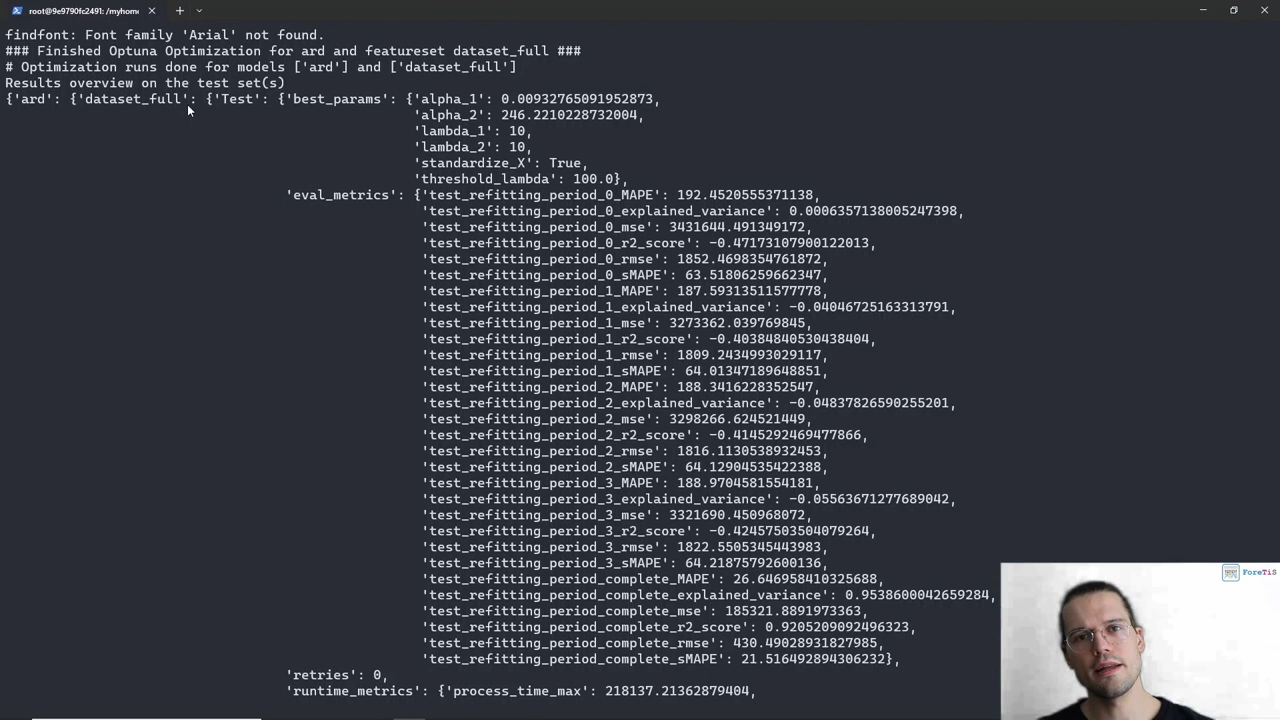 root@9e9790fc2491: /myhome
findfont: Font family 'Arial' not found.
### Finished Optuna Optimization for ard and featureset dataset_full ###
# Optimization runs done for models ['ard'] and ['dataset_full']
Results overview on the test set(s)
{'ard': {'dataset_full': {'Test': {'best_params': {'alpha_1': 0.00932765091952873,
'alpha_2': 246.2210228732004,
'lambda_1': 10,
'lambda_2': 10,
'standardize_X': True,
'threshold_lambda': 100.0},
'eval_metrics': {'test_refitting_period_0_MAPE': 192.4520555371138,
'test_refitting_period_0_explained_variance': 0.0006357138005247398,
'test_refitting_period_0_mse': 3431644.491349172,
'test_refitting_period_0_r2_score': -0.47173107900122013,
'test_refitting_period_0_rmse': 1852.4698354761872,
'test_refitting_period_0_sMAPE': 63.51806259662347,
'test_refitting_period_1_MAPE': 187.59313511577778,
'test_refitting_period_1_explained_variance': -0.04046725163313791,
'test_refitting_period_1_mse': 3273362.039769845,
'test_refitting_period_1_r2_score': -0.40384840530438404,
'test_refitting_period_1_rmse': 1809.2434993029117,
'test_refitting_period_1_sMAPE': 64.01347189648851,
'test_refitting_period_2_MAPE': 188.3416228352547,
'test_refitting_period_2_explained_variance': -0.04837826590255201,
'test_refitting_period_2_mse': 3298266.624521449,
'test_refitting_period_2_r2_score': -0.4145292469477866,
'test_refitting_period_2_rmse': 1816.1130538932453,
'test_refitting_period_2_sMAPE': 64.12904535422388,
'test_refitting_period_3_MAPE': 188.9704581554181,
'test_refitting_period_3_explained_variance': -0.05563671277689042,
'test_refitting_period_3_mse': 3321690.450968072,
'test_refitting_period_3_r2_score': -0.42457503504079264,
'test_refitting_period_3_rmse': 1822.5505345443983,
'test_refitting_period_3_sMAPE': 64.21875792600136,
'test_refitting_period_complete_MAPE': 26.646958410325688,
'test_refitting_period_complete_explained_variance': 0.9538600042659284,
'test_refitting_period_complete_mse': 185321.8891973363,
'test_refitting_period_complete_r2_score': 0.9205209092496323,
'test_refitting_period_complete_rmse': 430.49028931827985,
'test_refitting_period_complete_sMAPE': 21.516492894306232},
'retries': 0,
'runtime_metrics': {'process_time_max': 218137.21362879404,
ForeTiS